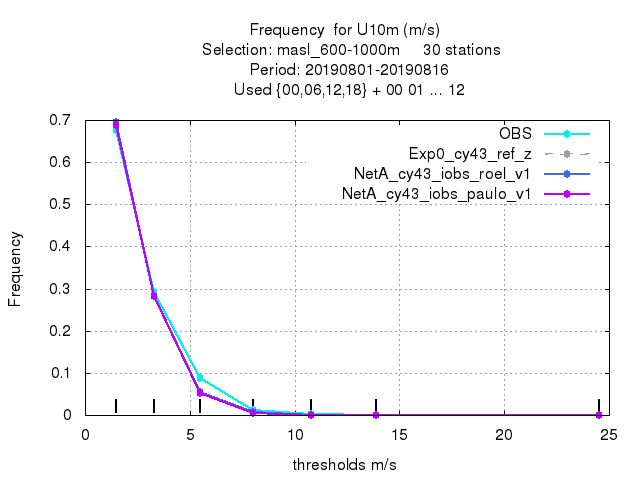 Frequency  for U10m (m/s)
Selection: masl_600-1000m     30 stations
Period: 20190801-20190816
Used {00,06,12,18} + 00 01 ... 12
OBS
Exp0_cy43_ref_z
NetA_cy43_iobs_roel_v1
NetA_cy43_iobs_paulo_v1
Frequency
0.7
0.6
0.5
0.4
0.3
0.2
0.1
0
0 5 10 15 20 25
thresholds m/s